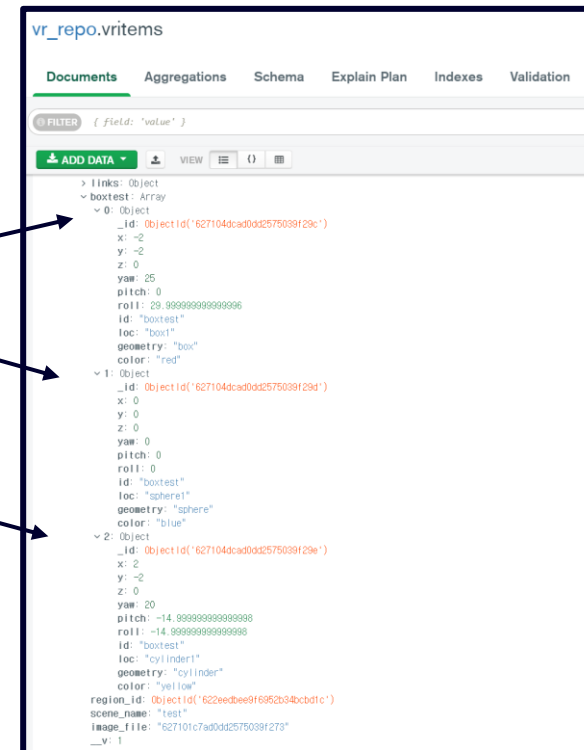 vr_repo.vritems
Documents Aggregations Schema Explain Plan Indexes Validation
FILTER { field: 'value' }
ADD DATA VIEW {}
> links: Object
boxtest: Array
0: Object
_id: ObjectId('627104dcad0dd2575039f29c')
x: -2
y: -2
z: 0
yaw: 25
pitch: 0
roll: 29.999999999999996
id: "boxtest"
loc: "box1"
geometry: "box"
color: "red"
1: Object
_id: ObjectId('627104dcad0dd2575039f29d')
x: 0
y: 0
z: 0
yaw: 0
pitch: 0
roll: 0
id: "boxtest"
loc: "sphere1"
geometry: "sphere"
color: "blue"
2: Object
_id: ObjectId('627104dcad0dd2575039f29e')
x: 2
y: -2
z: 0
yaw: 20
pitch: -14.999999999999998
roll: -14.999999999999998
id: "boxtest"
loc: "cylinder1"
geometry: "cylinder"
color: "yellow"
region_id: ObjectId('622eedbee9f6952b34bcbd1c')
scene_name: "test"
image_file: "627101c7ad0dd2575039f273"
__v: 1